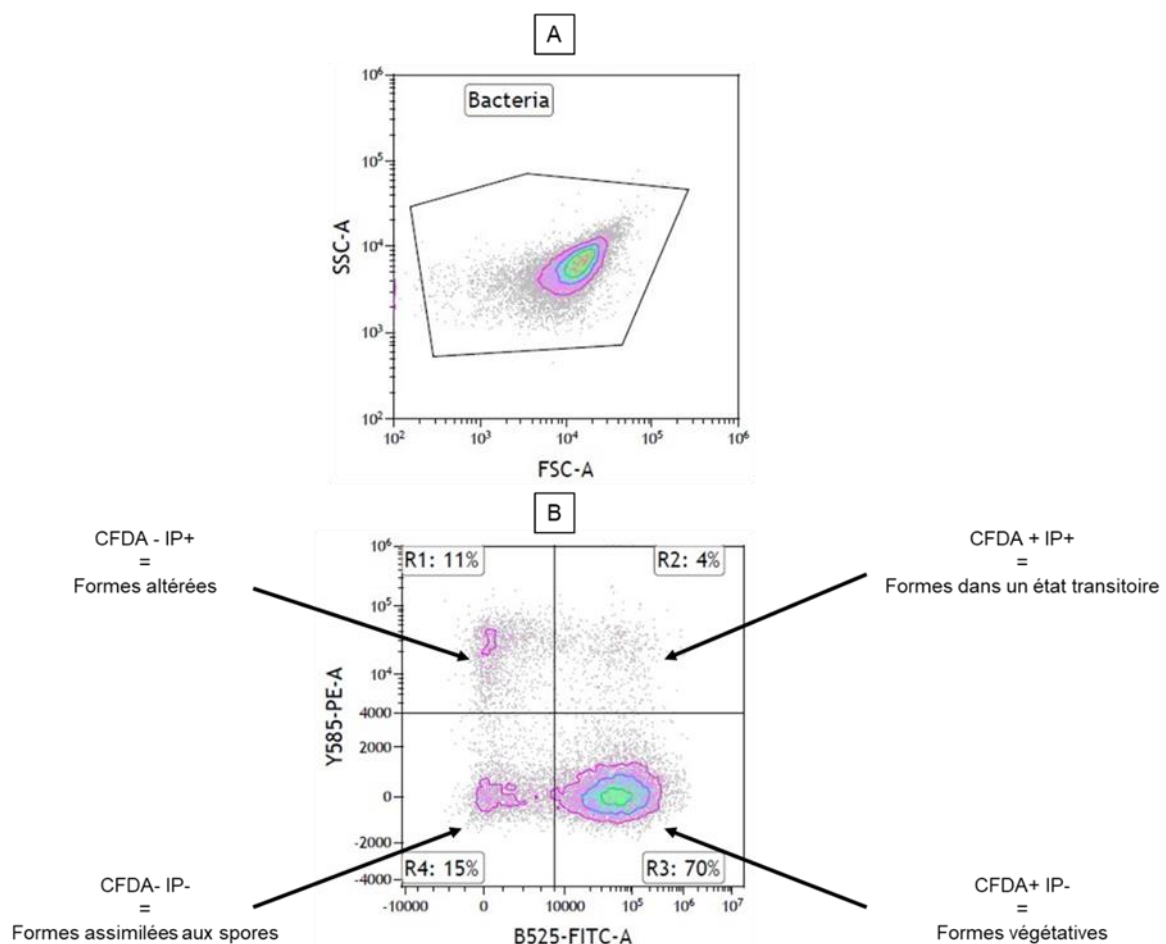 A
10⁶
Bacteria
10⁵
SSC-A
10⁴
10³
10²
10² 10³ 10⁴ 10⁵ 10⁶
FSC-A
B
CFDA - IP+
=
Formes altérées
CFDA + IP+
=
Formes dans un état transitoire
10⁶
R1: 11%
R2: 4%
10⁵
Y585-PE-A
10⁴
4000
2000
0
-2000
-4000
R4: 15%
R3: 70%
-10000 0 10000 10⁵ 10⁶ 10⁷
B525-FITC-A
CFDA- IP-
=
Formes assimilées aux spores
CFDA+ IP-
=
Formes végétatives